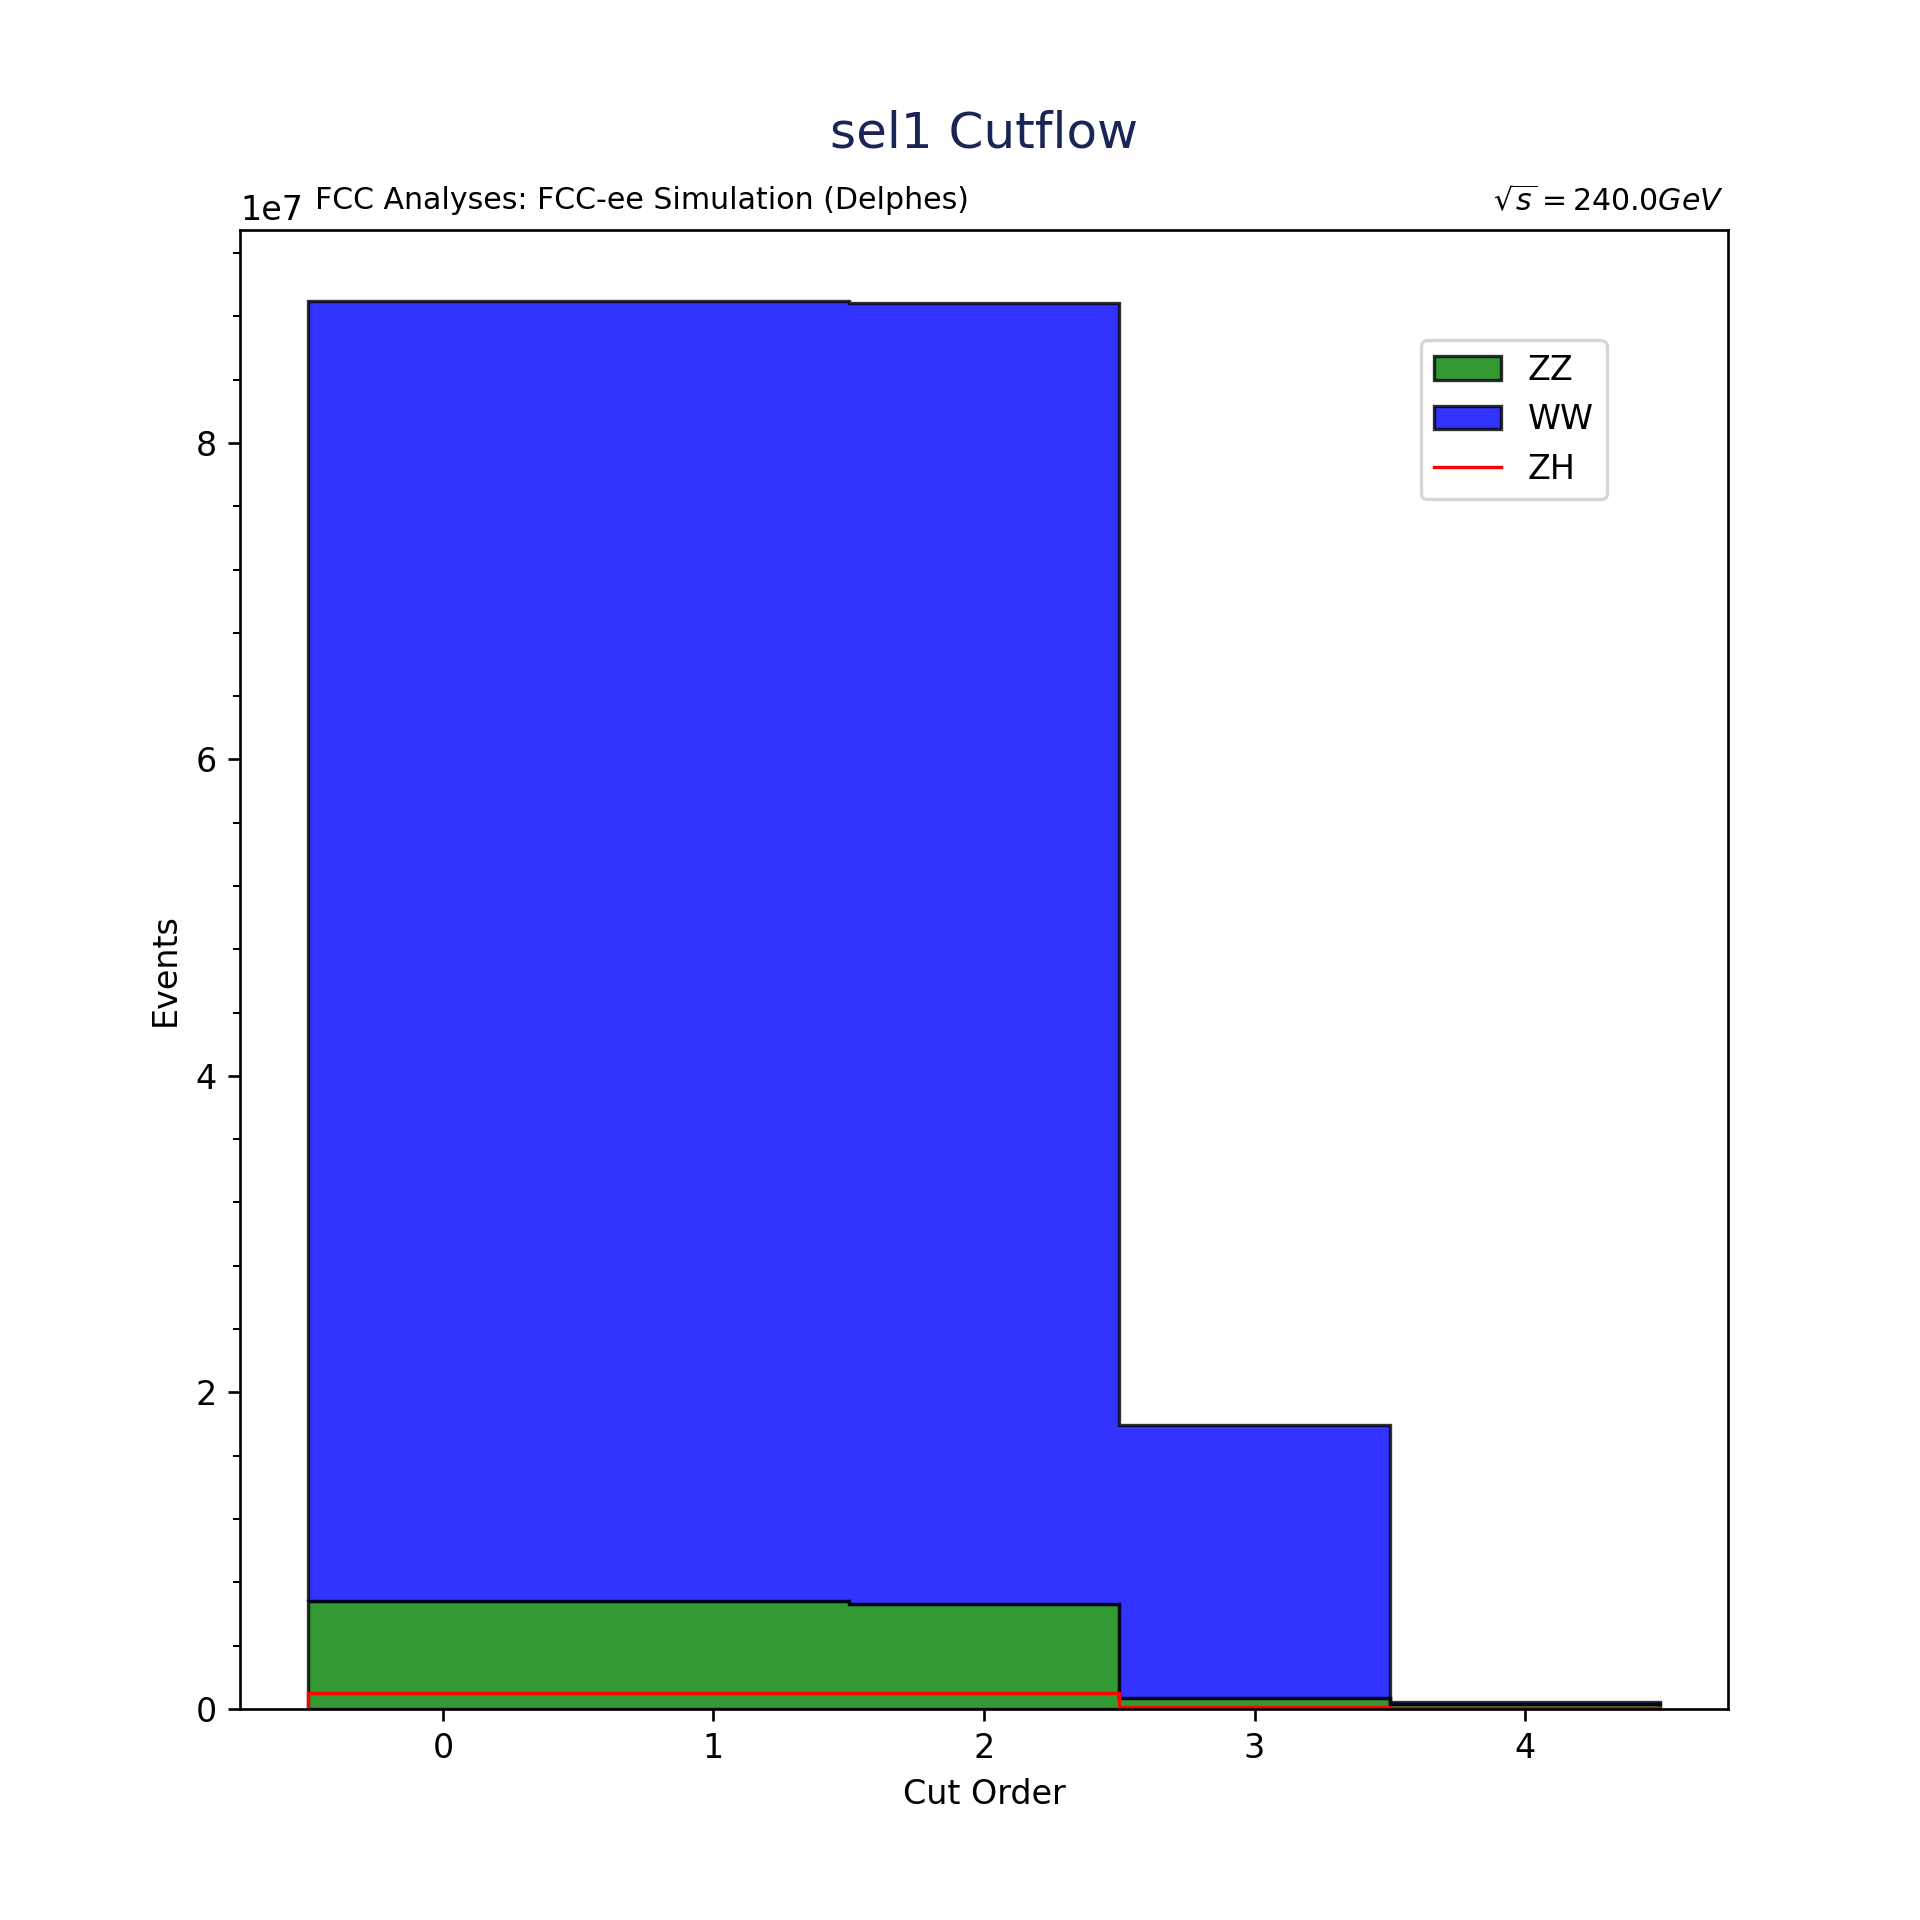 sel1 Cutflow
1e7 FCC Analyses: FCC-ee Simulation (Delphes)
√s = 240.0GeV
ZZ
WW
ZH
8
6
4
2
0
Events
0 1 2 3 4
Cut Order